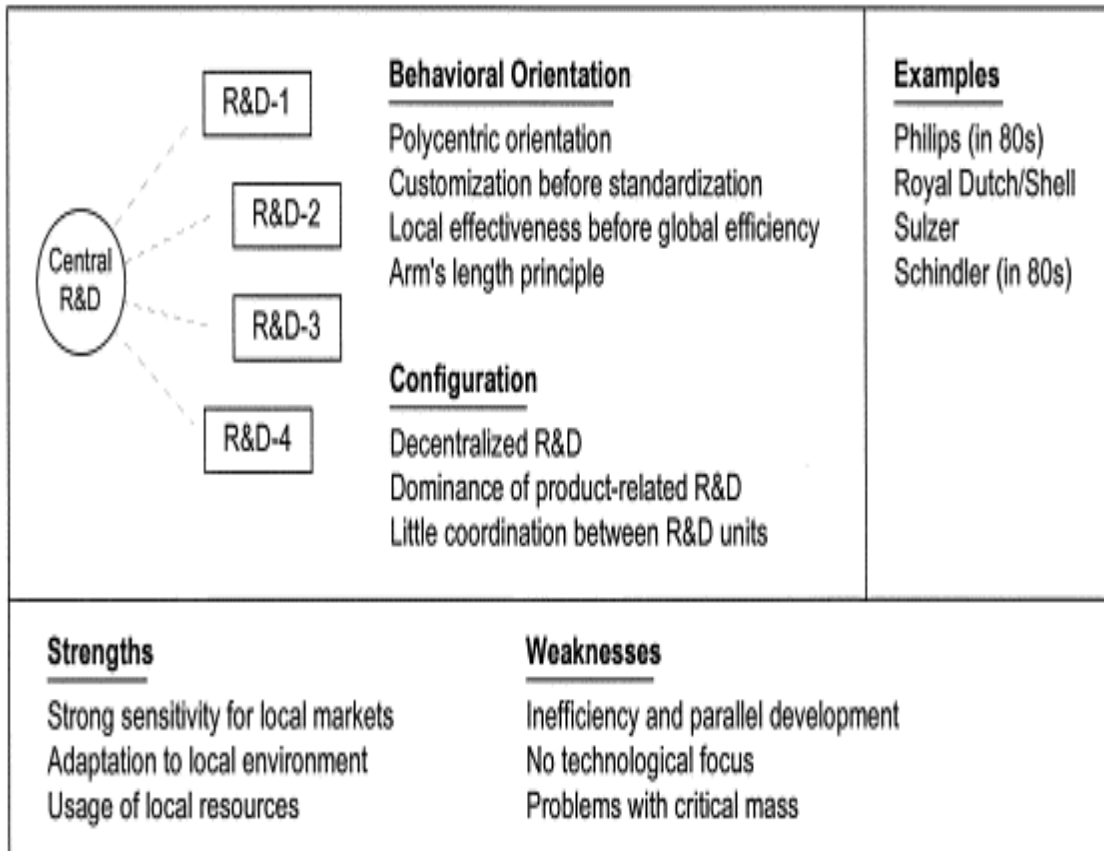 R&D-1
R&D-2
Central
R&D
R&D-3
R&D-4
Behavioral Orientation
Polycentric orientation
Customization before standardization
Local effectiveness before global efficiency
Arm's length principle
Configuration
Decentralized R&D
Dominance of product-related R&D
Little coordination between R&D units
Examples
Philips (in 80s)
Royal Dutch/Shell
Sulzer
Schindler (in 80s)
Strengths
Strong sensitivity for local markets
Adaptation to local environment
Usage of local resources
Weaknesses
Inefficiency and parallel development
No technological focus
Problems with critical mass